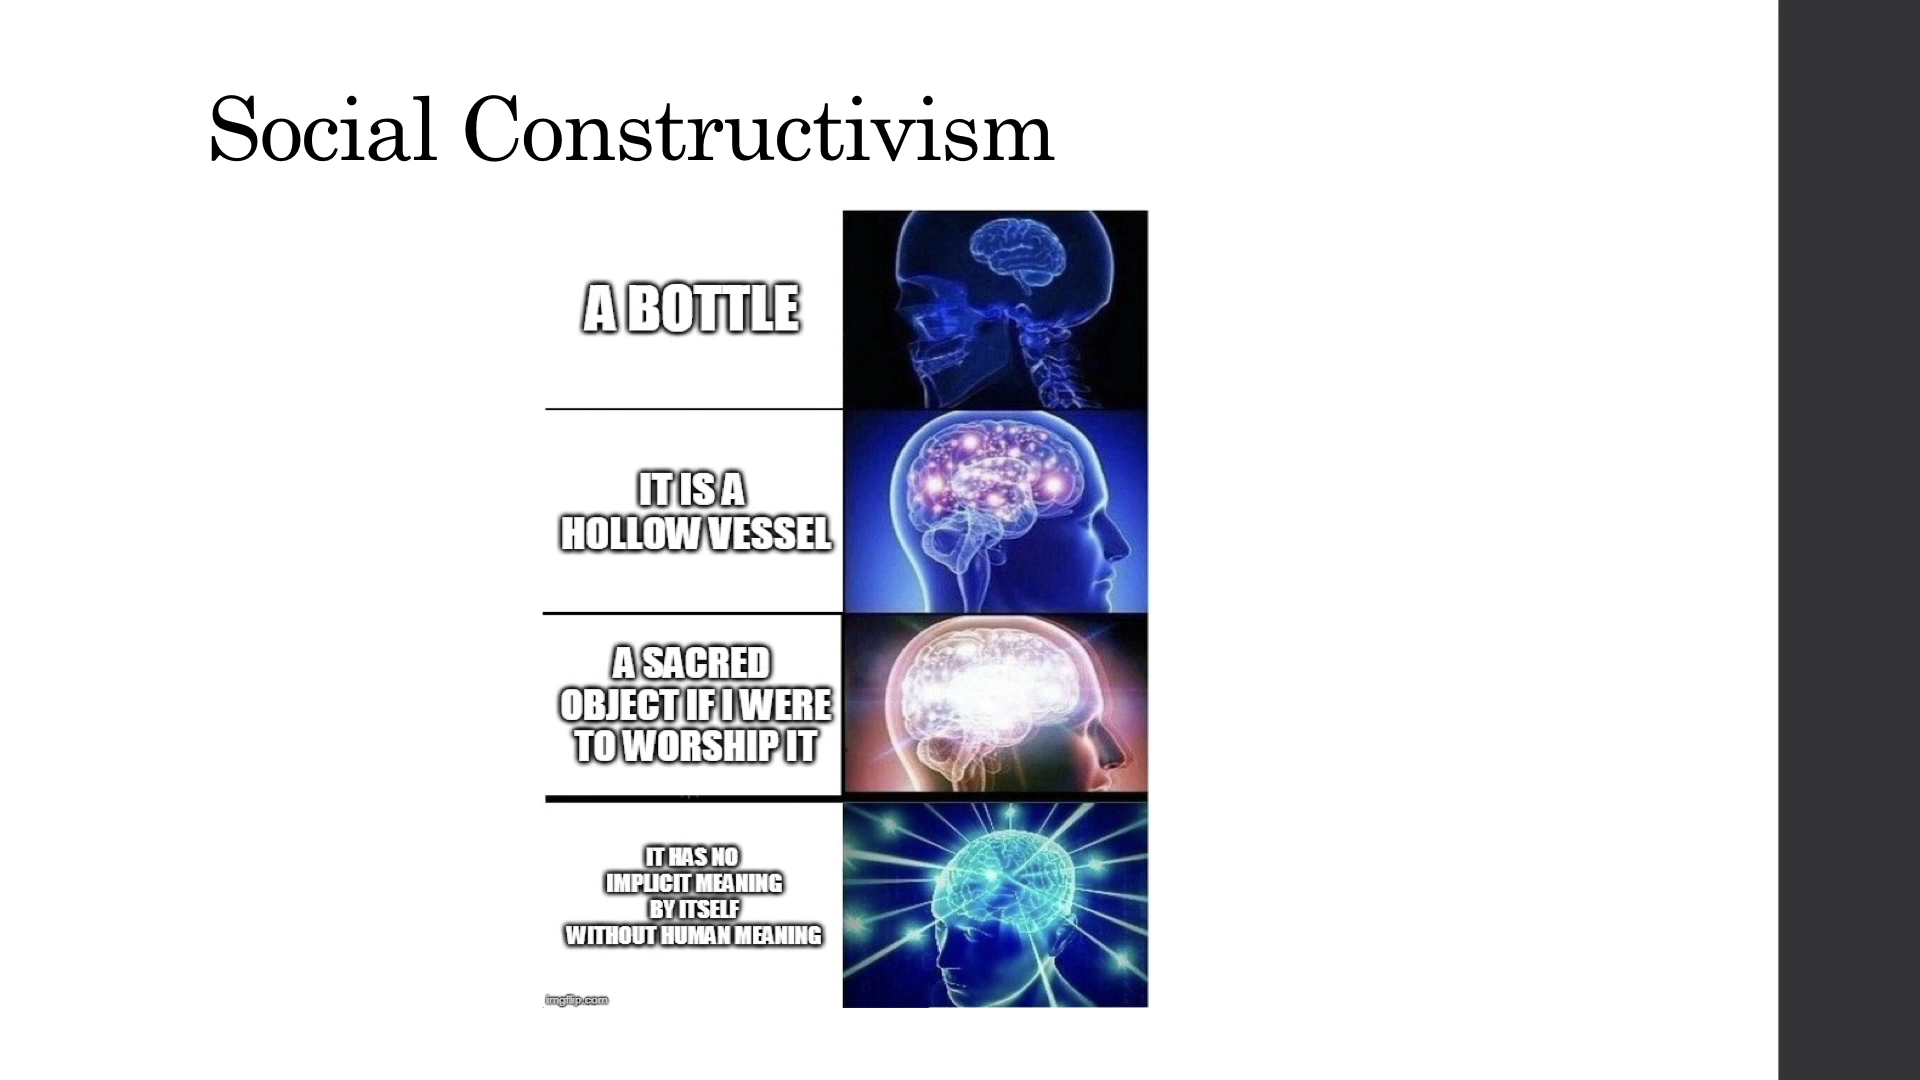 Social Constructivism
A BOTTLE
IT IS A
HOLLOW VESSEL
A SACRED
OBJECT IF I WERE
TO WORSHIP IT
IT HAS NO
IMPLICIT MEANING
BY ITSELF
WITHOUT HUMAN MEANING
imgflip.com